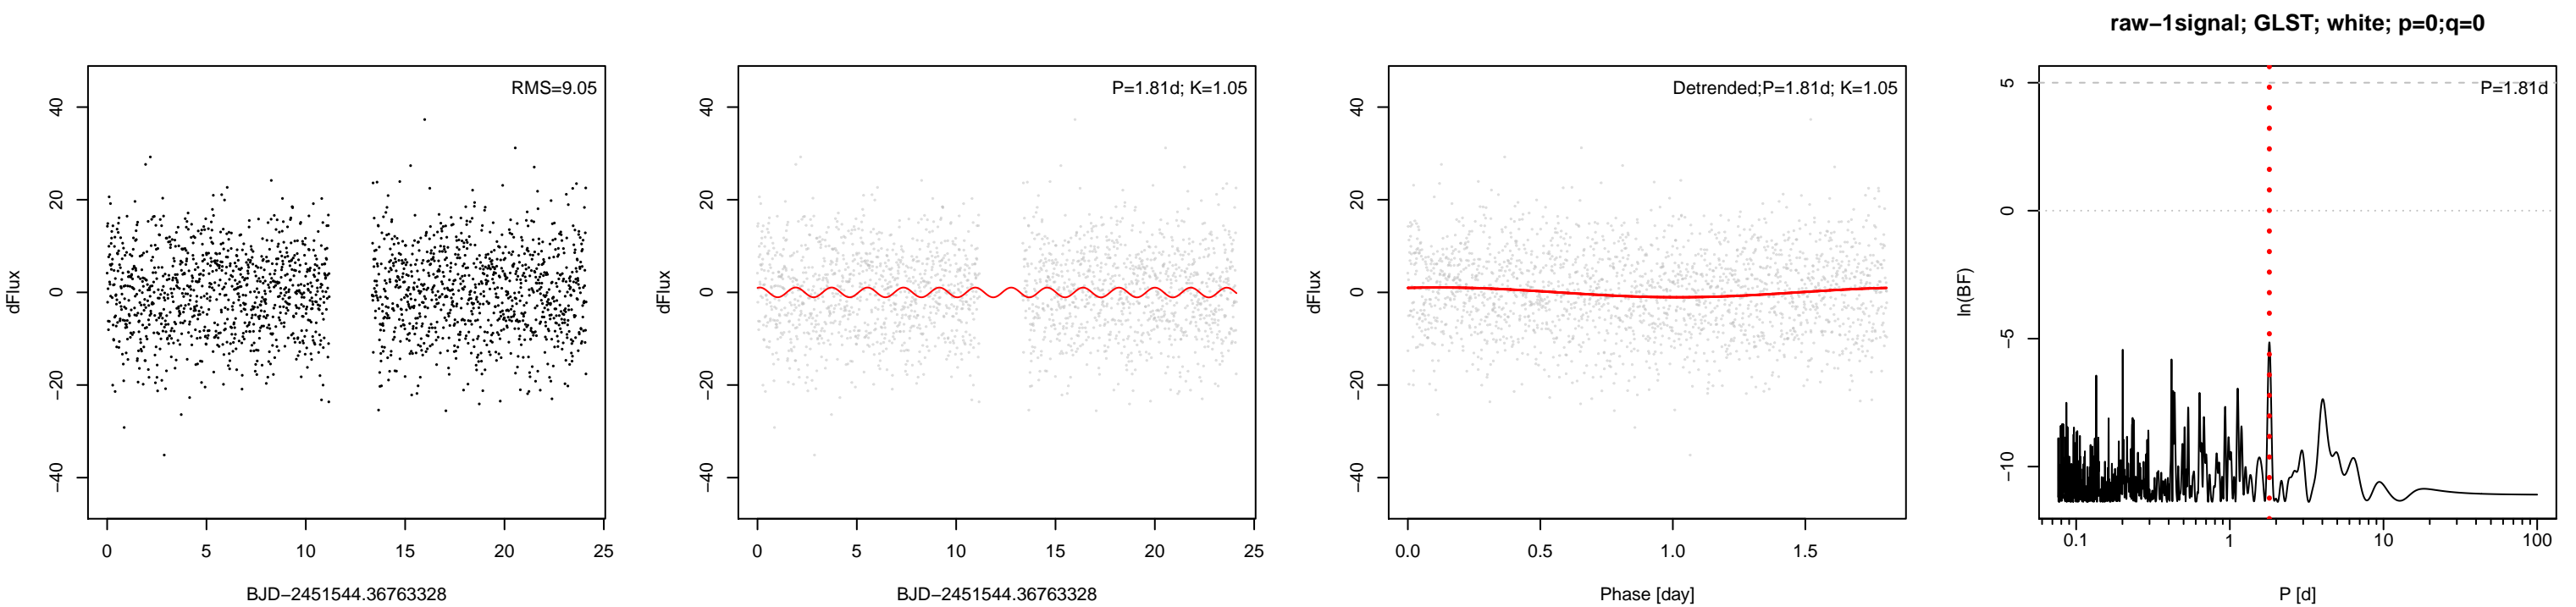 raw−1signal; GLST; white; p=0;q=0
RMS=9.05
dFlux
40
20
0
−20
−40
0 5 10 15 20 25
BJD−2451544.36763328
P=1.81d; K=1.05
dFlux
40
20
0
−20
−40
0 5 10 15 20 25
BJD−2451544.36763328
Detrended;P=1.81d; K=1.05
dFlux
40
20
0
−20
−40
0.0 0.5 1.0 1.5
Phase [day]
P=1.81d
ln(BF)
5
0
−5
−10
0.1 1 10 100
P [d]